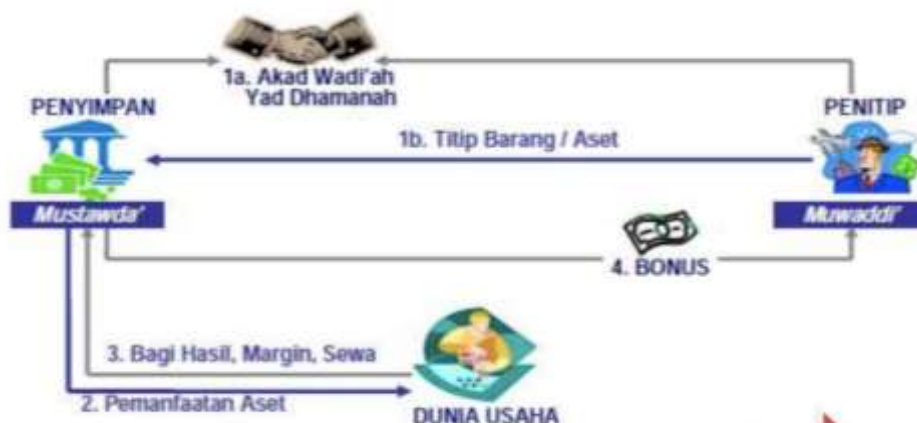 1a. Akad Wadi'ah
Yad Dhamanah
PENYIMPAN
PENITIP
1b. Titip Barang / Aset
Mustawda'
Muwaddi'
4. BONUS
3. Bagi Hasil, Margin, Sewa
2. Pemanfaatan Aset
DUNIA USAHA